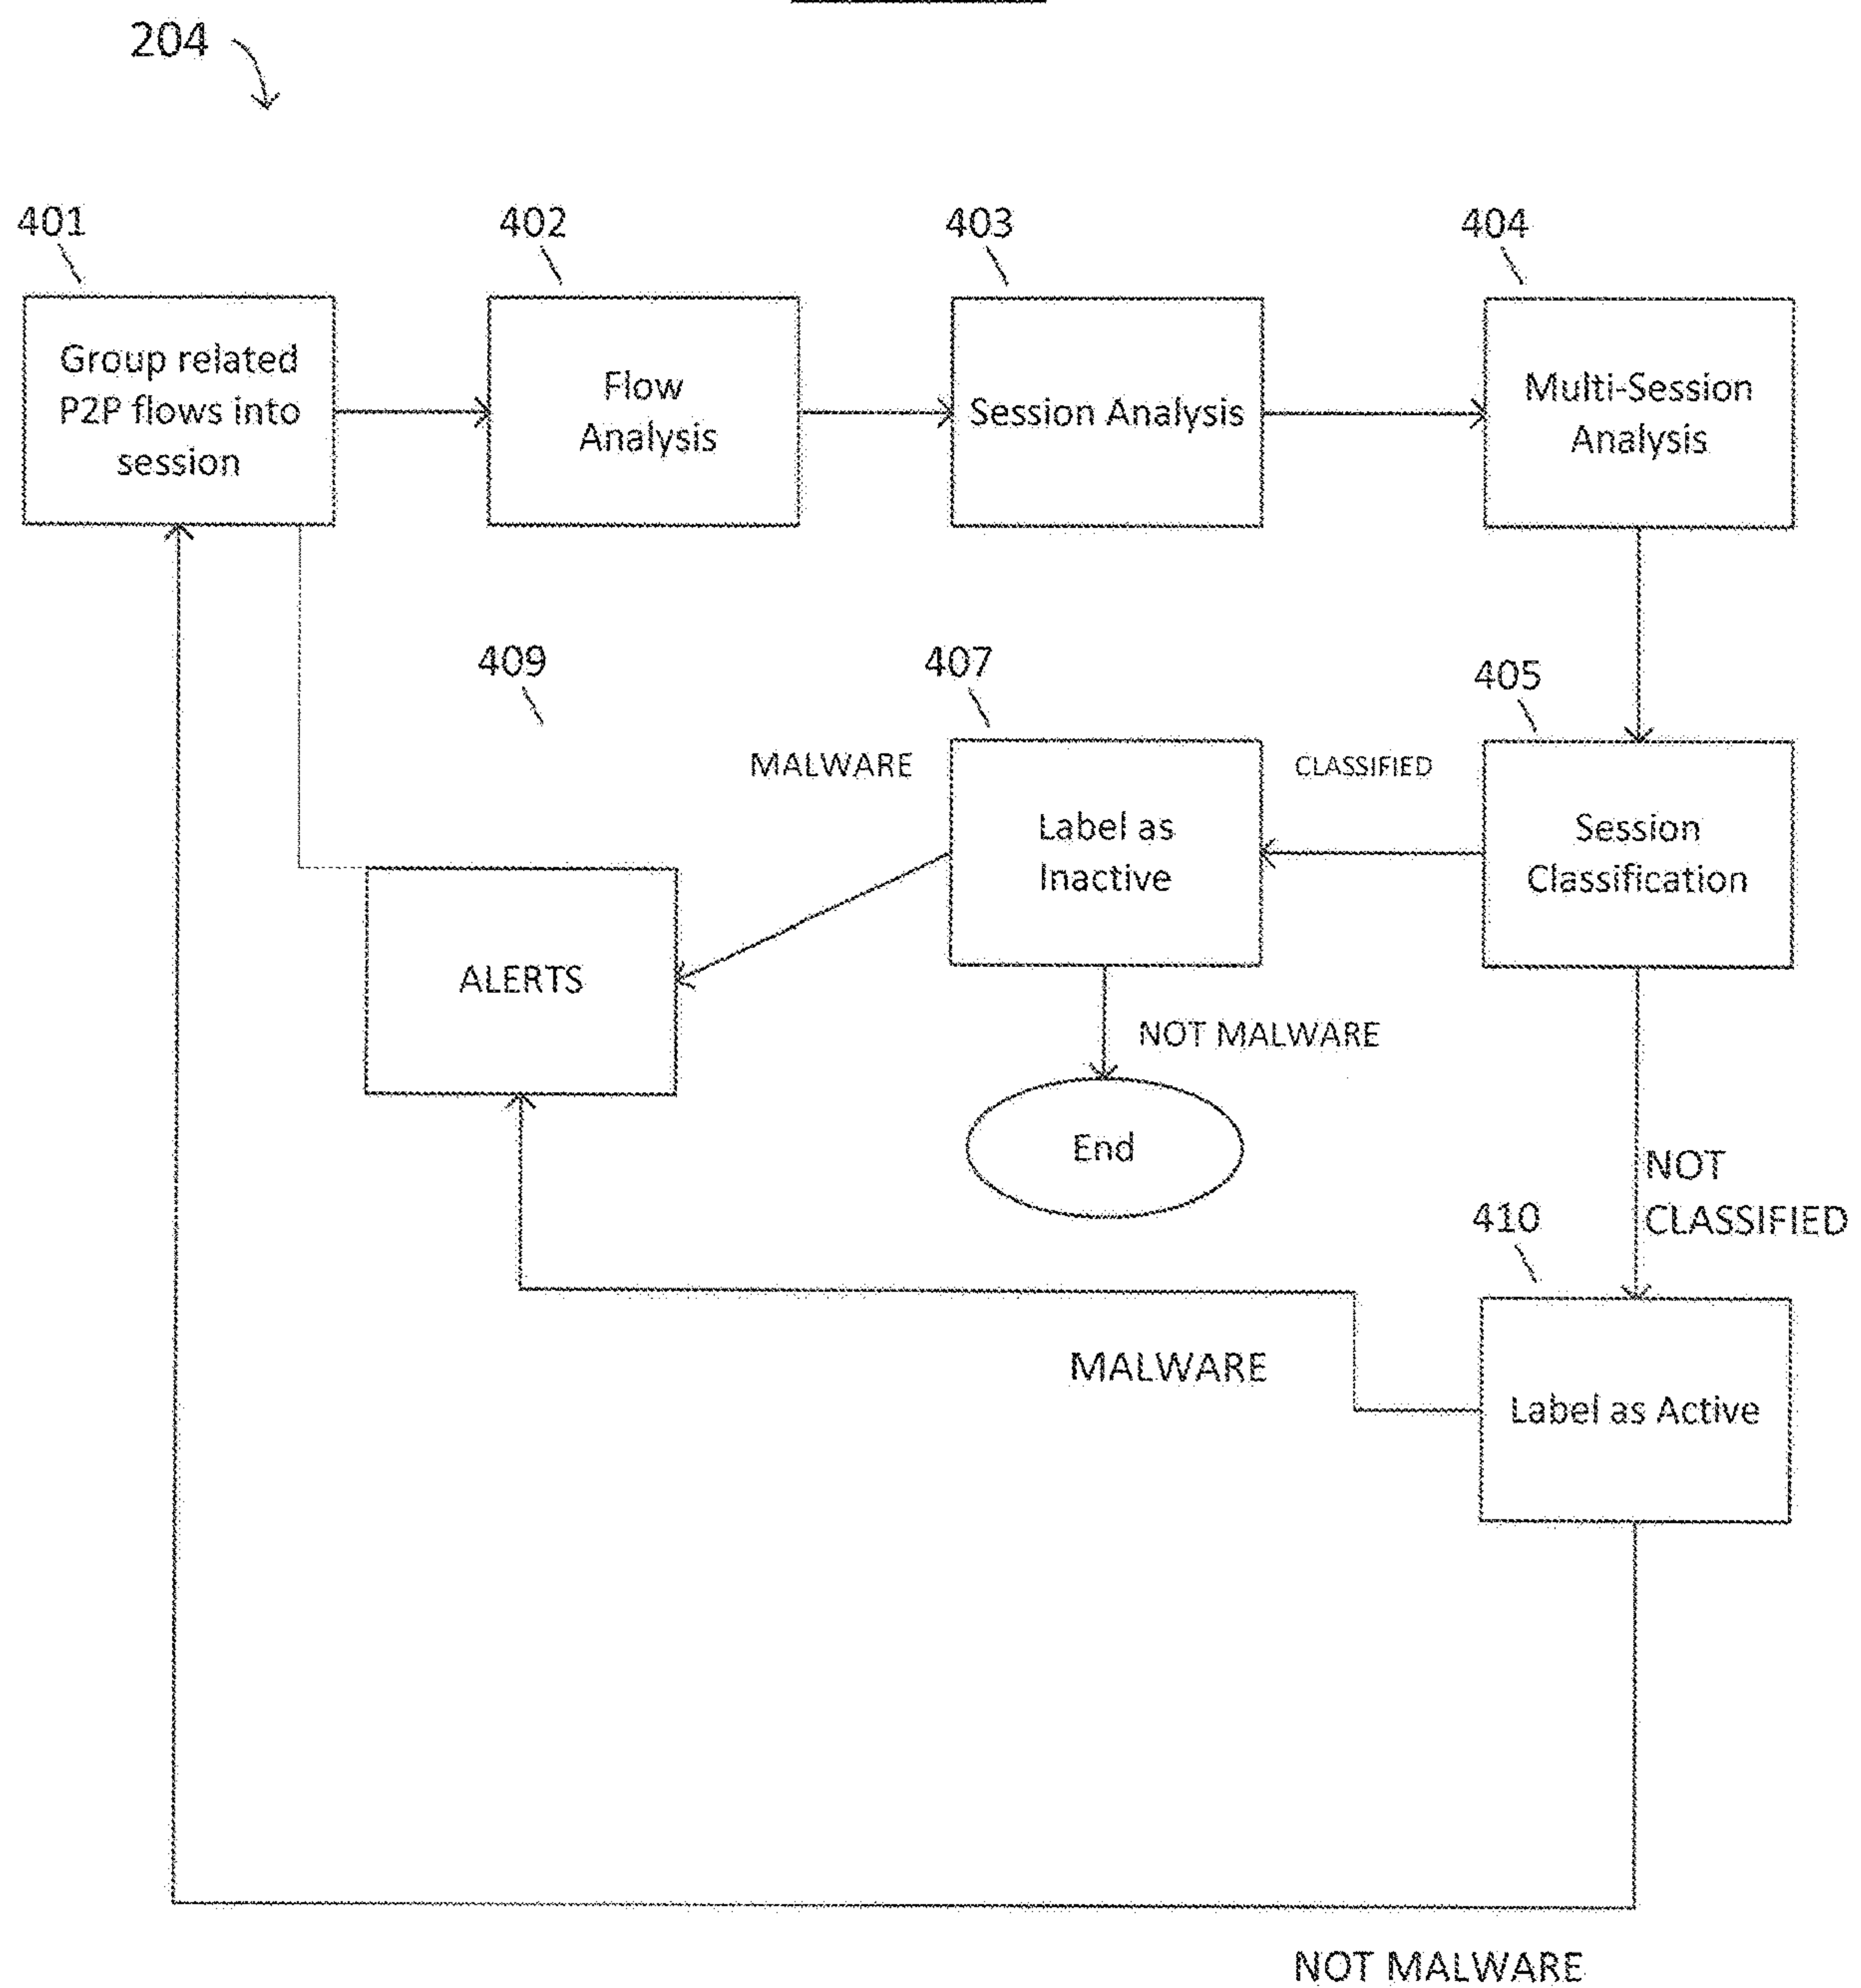 204
401
402
403
404
Group related
P2P flows into
session
Flow
Analysis
Session Analysis
Multi-Session
Analysis
409
407
405
MALWARE
CLASSIFIED
Label as
Inactive
Session
Classification
ALERTS
NOT MALWARE
End
NOT
CLASSIFIED
410
MALWARE
Label as Active
NOT MALWARE